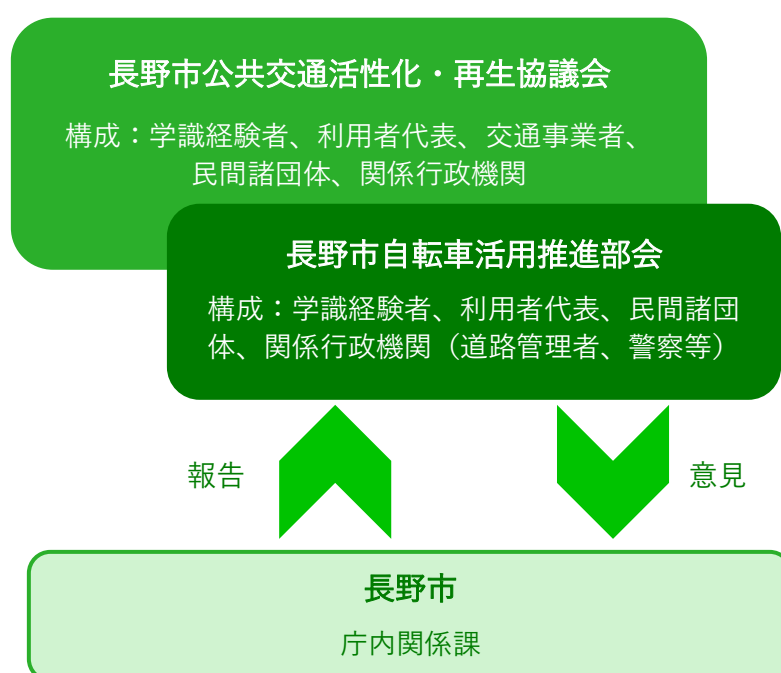 長野市公共交通活性化・再生協議会
構成：学識経験者、利用者代表、交通事業者、
民間諸団体、関係行政機関
長野市自転車活用推進部会
構成：学識経験者、利用者代表、民間諸団
体、関係行政機関（道路管理者、警察等）
報告
意見
長野市
庁内関係課